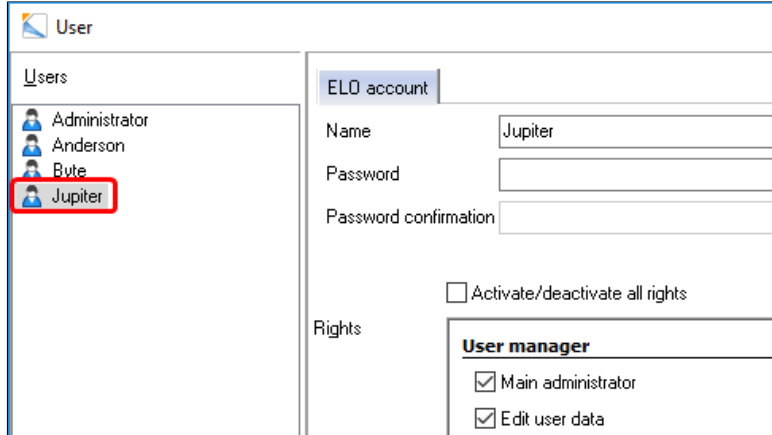 User
Users
Administrator
Anderson
Byte
Jupiter
ELO account
Name
Jupiter
Password
Password confirmation
Activate/deactivate all rights
Rights
User manager
Main administrator
Edit user data